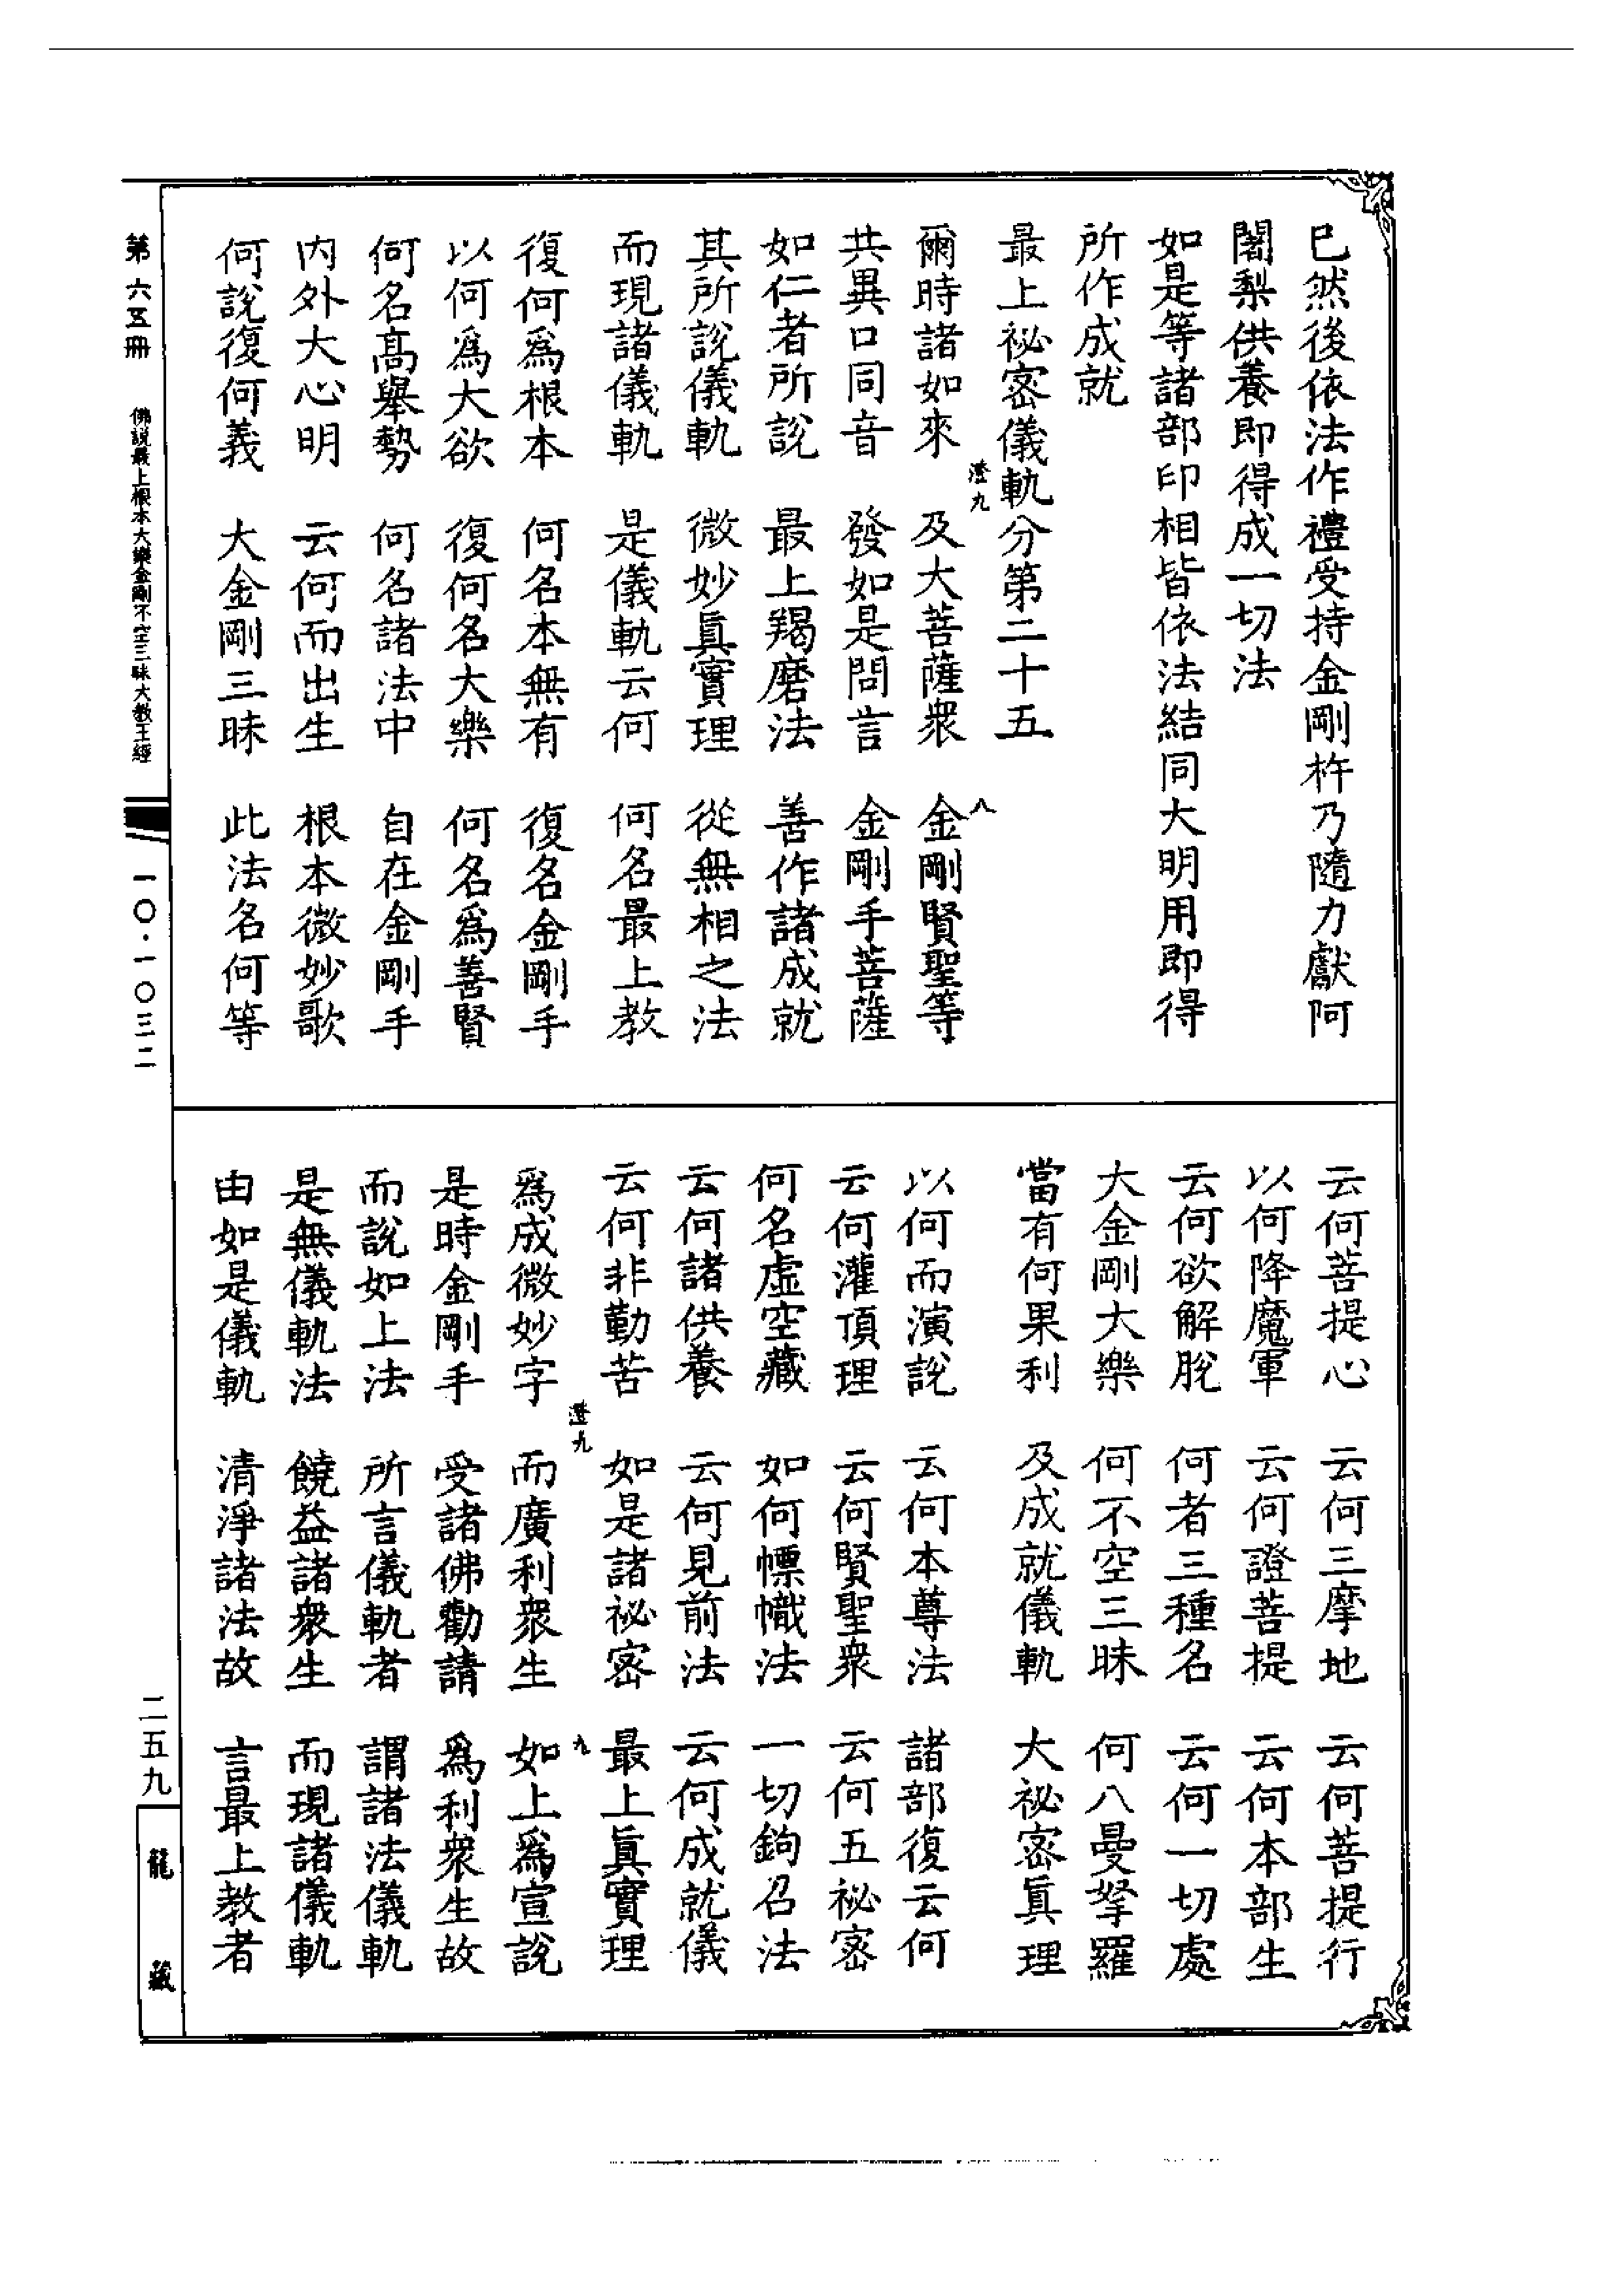 已然後依法作禮受持金剛杵乃隨力獻阿
闍梨供養即得成一切法
如是等諸部印相皆依法結同大明用即得
所作成就
最上祕密儀軌分第二十五
澄九 八
爾時諸如來 及大菩薩衆 金剛賢聖等
共異口同音 發如是問言 金剛手菩薩
如仁者所說 最上羯磨法 善作諸成就
其所說儀軌 微妙眞實理 從無相之法
而現諸儀軌 是儀軌云何 何名最上教
復何爲根本 何名本無有 復名金剛手
以何爲大欲 復何名大樂 何名爲善賢
何名高舉勢 何名諸法中 自在金剛手
內外大心明 云何而出生 根本微妙歌
何說復何義 大金剛三昧 此法名何等
云何菩提心 云何三摩地 云何菩提行
以何降魔軍 云何證菩提 云何本部生
云何欲解脫 何者三種名 云何一切處
大金剛大樂 何不空三昧 何八曼拏羅
當有何果利 及成就儀軌 大祕密眞理
以何而演說 云何本尊法 諸部復云何
云何灌頂理 云何賢聖衆 云何五祕密
何名虛空藏 如何幖幟法 一切鉤召法
云何諸供養 云何見前法 云何成就儀
云何非勤苦 如是諸祕密 最上眞實理
澄九 九
爲成微妙字 而廣利衆生 如上爲宣說
是時金剛手 受諸佛勸請 爲利衆生故
而說如上法 所言儀軌者 謂諸法儀軌
是無儀軌法 饒益諸衆生 而現諸儀軌
由如是儀軌 清淨諸法故 言最上教者
第六五冊 佛說最上根本大樂金剛不空三昧大教王經 一〇·一〇三二
二五九
龍藏